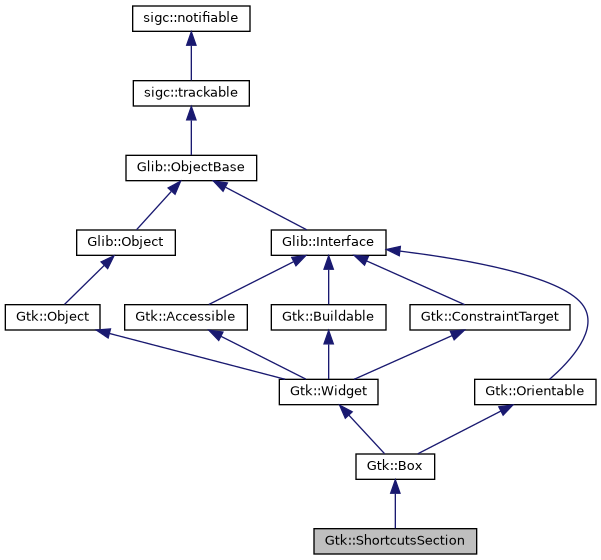 sigc::notifiable
sigc::trackable
Glib::ObjectBase
Glib::Object
Glib::Interface
Gtk::Object
Gtk::Accessible
Gtk::Buildable
Gtk::ConstraintTarget
Gtk::Widget
Gtk::Orientable
Gtk::Box
Gtk::ShortcutsSection